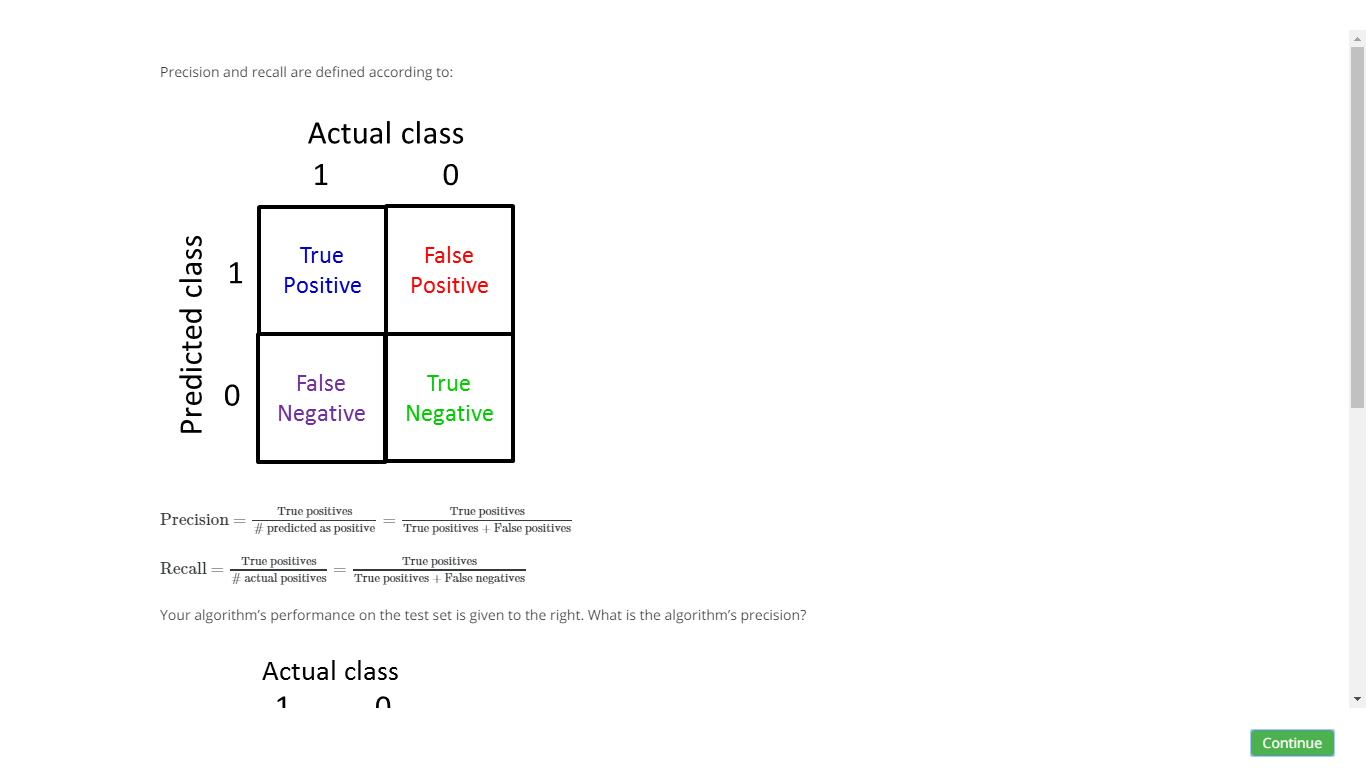 Precision and recall are defined according to:
Actual class
1 0
Predicted class
1
True Positive
False Positive
0
False Negative
True Negative
Precision = True positives / # predicted as positive = True positives / True positives + False positives
Recall = True positives / # actual positives = True positives / True positives + False negatives
Your algorithm's performance on the test set is given to the right. What is the algorithm's precision?
Actual class
1 0
Continue